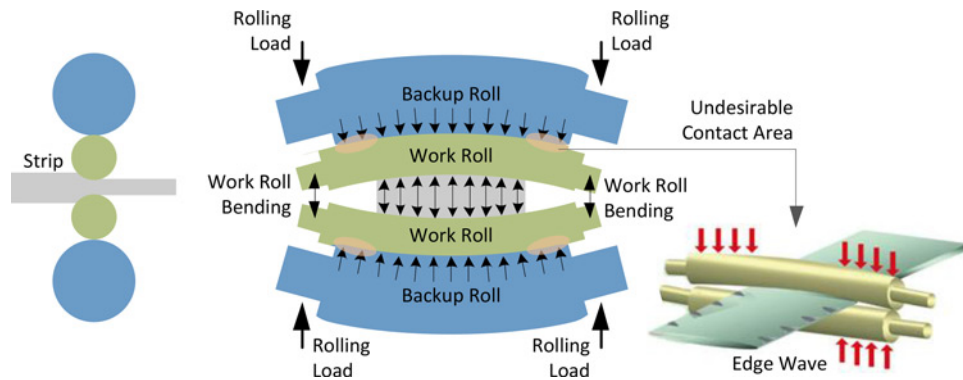 Rolling
Load
Rolling
Load
Backup Roll
Undesirable
Contact Area
Strip
Work Roll
Work Roll
Bending
Work Roll
Bending
Work Roll
Backup Roll
Rolling
Load
Rolling
Load
Edge Wave